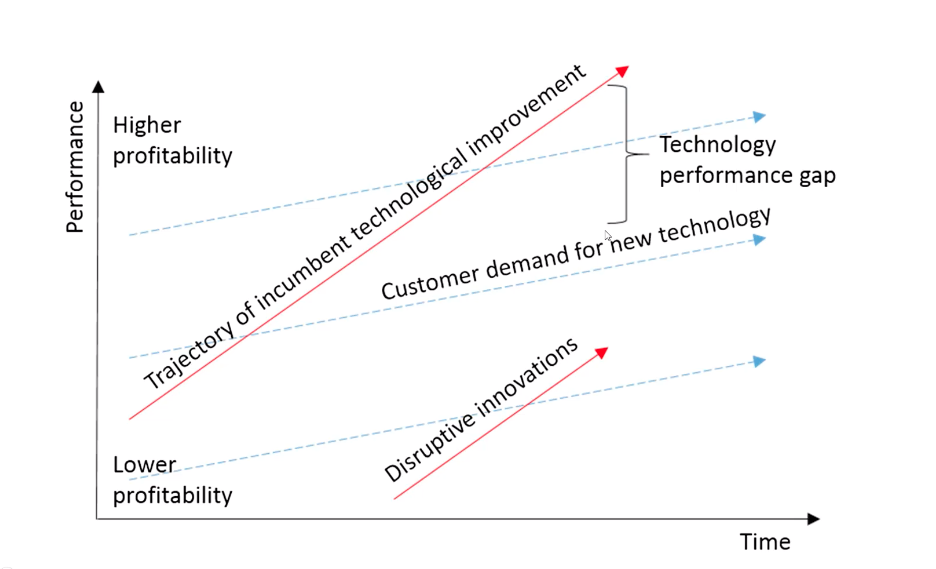 Performance
Higher
profitability
Trajectory of incumbent technological improvement
Technology
performance gap
Customer demand for new technology
Disruptive innovations
Lower
profitability
Time